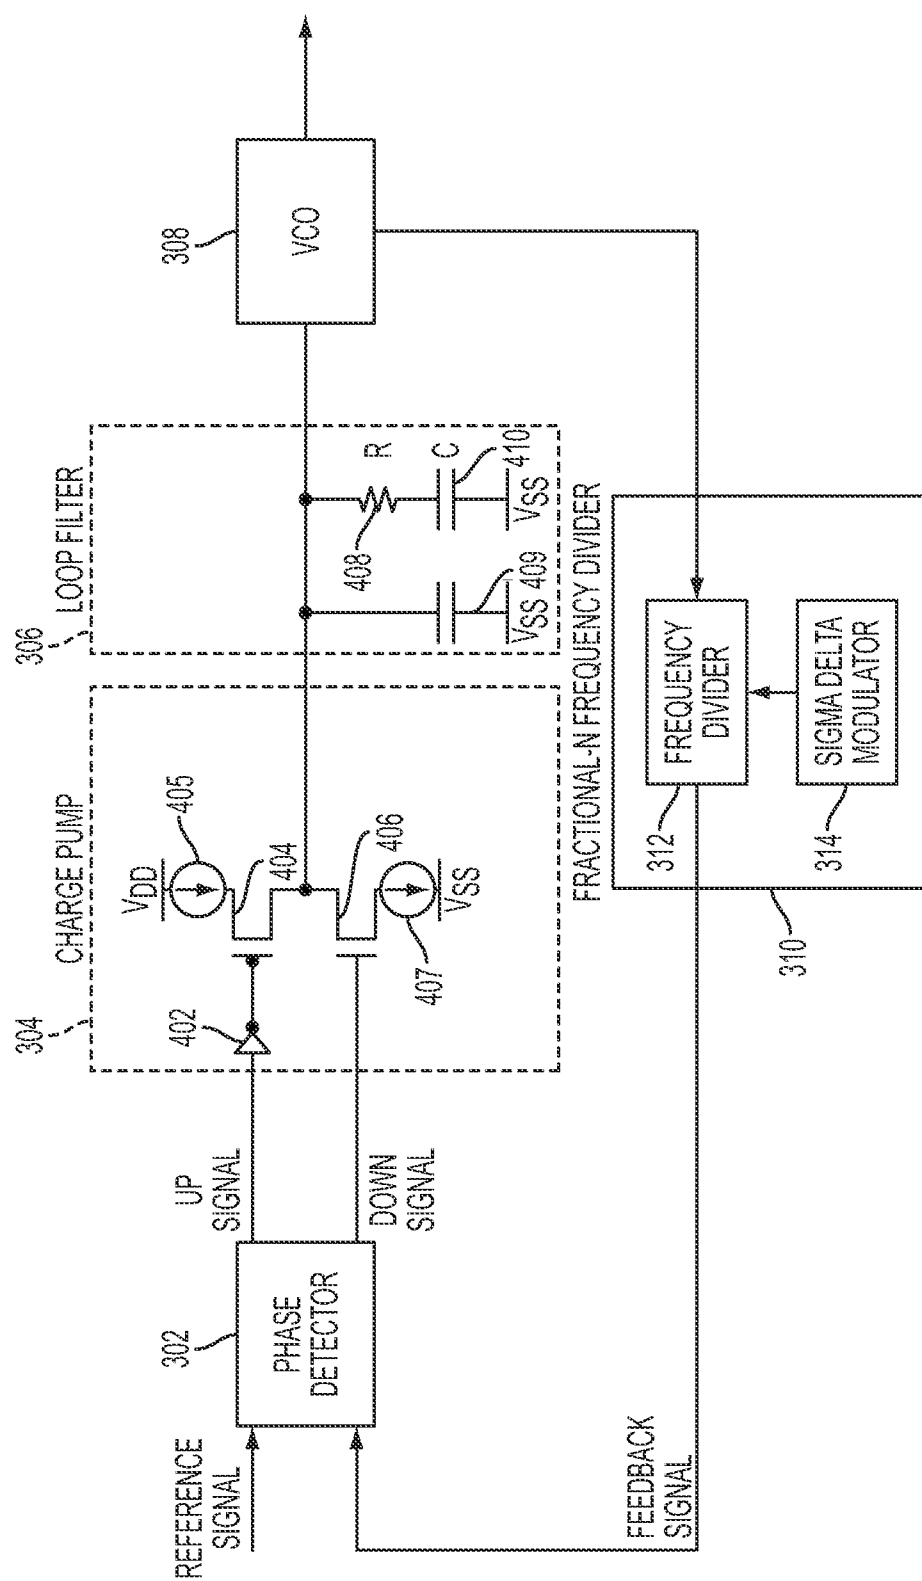 REFERENCE
SIGNAL
302
PHASE
DETECTOR
UP
SIGNAL
DOWN
SIGNAL
FEEDBACK
SIGNAL
304
CHARGE PUMP
402
VDD
405
404
406
407
VSS
306
LOOP FILTER
408
R
C
410
VSS
409
VSS
308
VCO
FRACTIONAL-N FREQUENCY DIVIDER
310
312
FREQUENCY
DIVIDER
314
SIGMA DELTA
MODULATOR